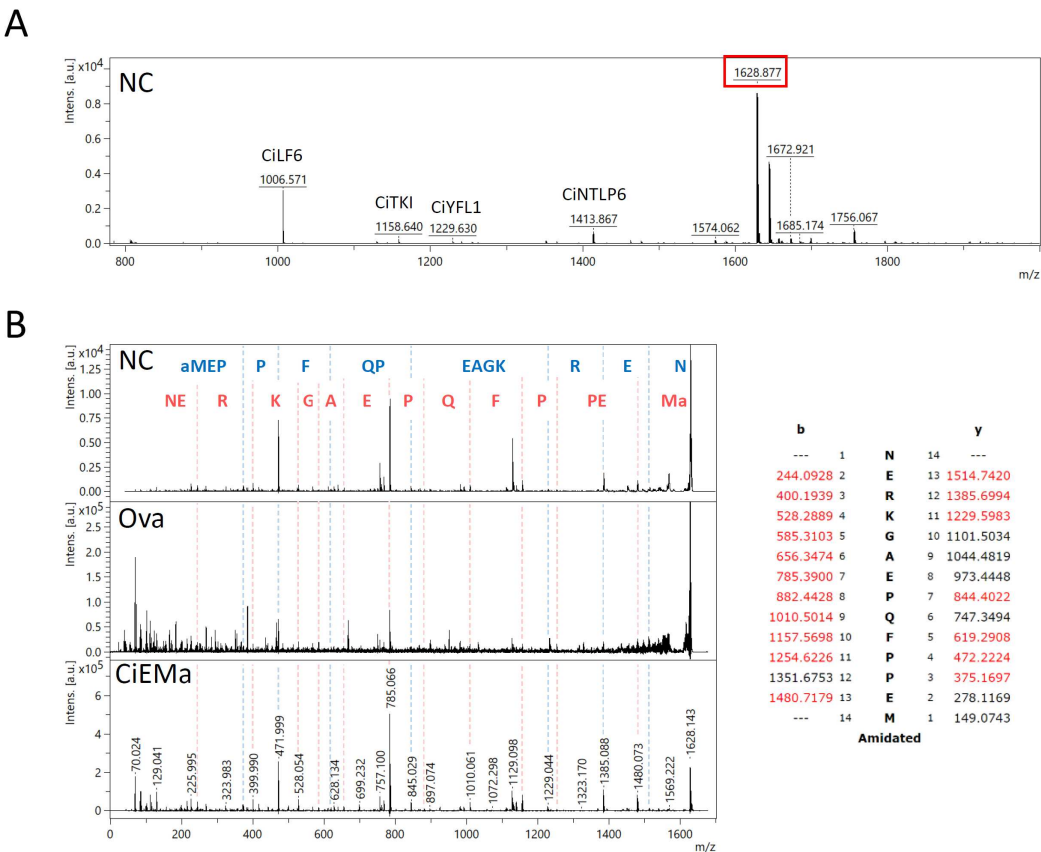 A
Intens. [a.u.]
x10⁴
NC
1628.877
CiLF6
1006.571
CiTKI
1158.640
CiYFL1
1229.630
CiNTLP6
1413.867
1574.062
1672.921
1685.174
1756.067
0.8
0.6
0.4
0.2
0.0
800 1000 1200 1400 1600 1800
m/z
B
Intens. [a.u.]
x10⁴
NC
aMEP P F QP EAGK R E N
NE R K G A E P Q F P PE Ma
1.25
1.00
0.75
0.25
0.00
Intens. [a.u.]
x10⁵
Ova
2.5
2.0
1.5
1.0
0.5
0.0
Intens. [a.u.]
x10⁵
CiEMa
6
4
2
0
70.024
129.041
225.995
323.983
399.990
471.999
528.054
628.134
699.232
757.100
785.066
845.029
897.074
1010.061
1072.298
1129.098
1229.044
1323.170
1385.088
1480.073
1569.222
1628.143
0 200 400 600 800 1000 1200 1400 1600
m/z
b y
--- 1 N 14 ---
244.0928 2 E 13 1514.7420
400.1939 3 R 12 1385.6994
528.2889 4 K 11 1229.5983
585.3103 5 G 10 1101.5034
656.3474 6 A 9 1044.4819
785.3900 7 E 8 973.4448
882.4428 8 P 7 844.4022
1010.5014 9 Q 6 747.3494
1157.5698 10 F 5 619.2908
1254.6226 11 P 4 472.2224
1351.6753 12 P 3 375.1697
1480.7179 13 E 2 278.1169
--- 14 M 1 149.0743
Amidated